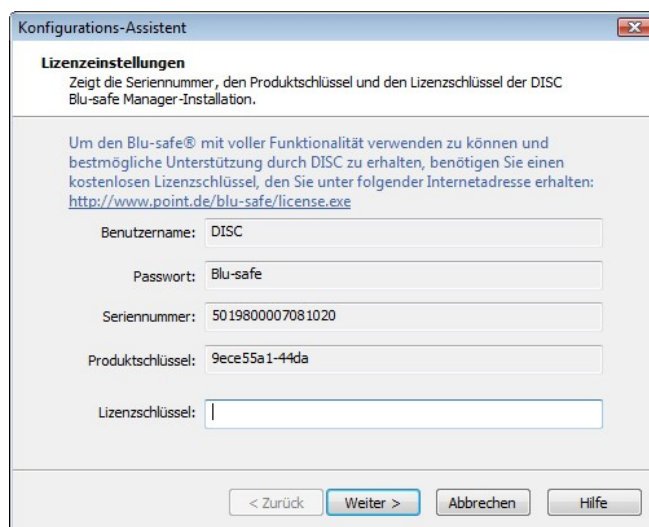 Konfigurations-Assistent
Lizenzeinstellungen
Zeigt die Seriennummer, den Produktschlüssel und den Lizenzschlüssel der DISC
Blu-safe Manager-Installation.
Um den Blu-safe® mit voller Funktionalität verwenden zu können und
bestmögliche Unterstützung durch DISC zu erhalten, benötigen Sie einen
kostenlosen Lizenzschlüssel, den Sie unter folgender Internetadresse erhalten:
http://www.point.de/blu-safe/license.exe
Benutzername: DISC
Passwort: Blu-safe
Seriennummer: 5019800007081020
Produktschlüssel: 9ece55a1-44da
Lizenzschlüssel:
< Zurück Weiter > Abbrechen Hilfe